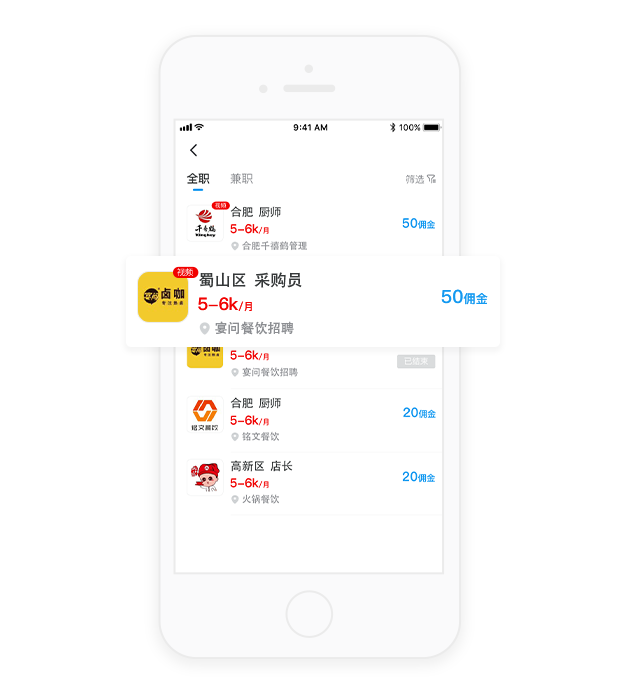 9:41 AM 100%
全职 兼职 筛选
视频
合肥 厨师
5-6k/月
50佣金
合肥千禧鹤管理
视频
卤咖
蜀山区 采购员
5-6k/月
50佣金
宴问餐饮招聘
5-6k/月
已结束
宴问餐饮招聘
合肥 厨师
5-6k/月
20佣金
铭文餐饮
铭文餐饮
高新区 店长
5-6k/月
20佣金
火锅餐饮